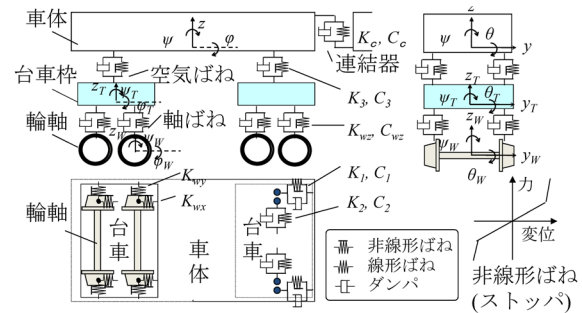 車体
z
ψ
φ
K_c, C_c
連結器
空気ばね
台車枠
z_T
ψ_T
φ_T
K_3, C_3
軸ばね
輪軸
z_W
ψ_W
φ_W
K_wz, C_wz
z
ψ
θ
y
z_T
ψ_T
θ_T
y_T
z_W
ψ_W
θ_W
y_W
K_wy
K_wx
輪軸
台車
車体
台車
K_1, C_1
K_2, C_2
非線形ばね
線形ばね
ダンパ
力
変位
非線形ばね
(ストッパ)